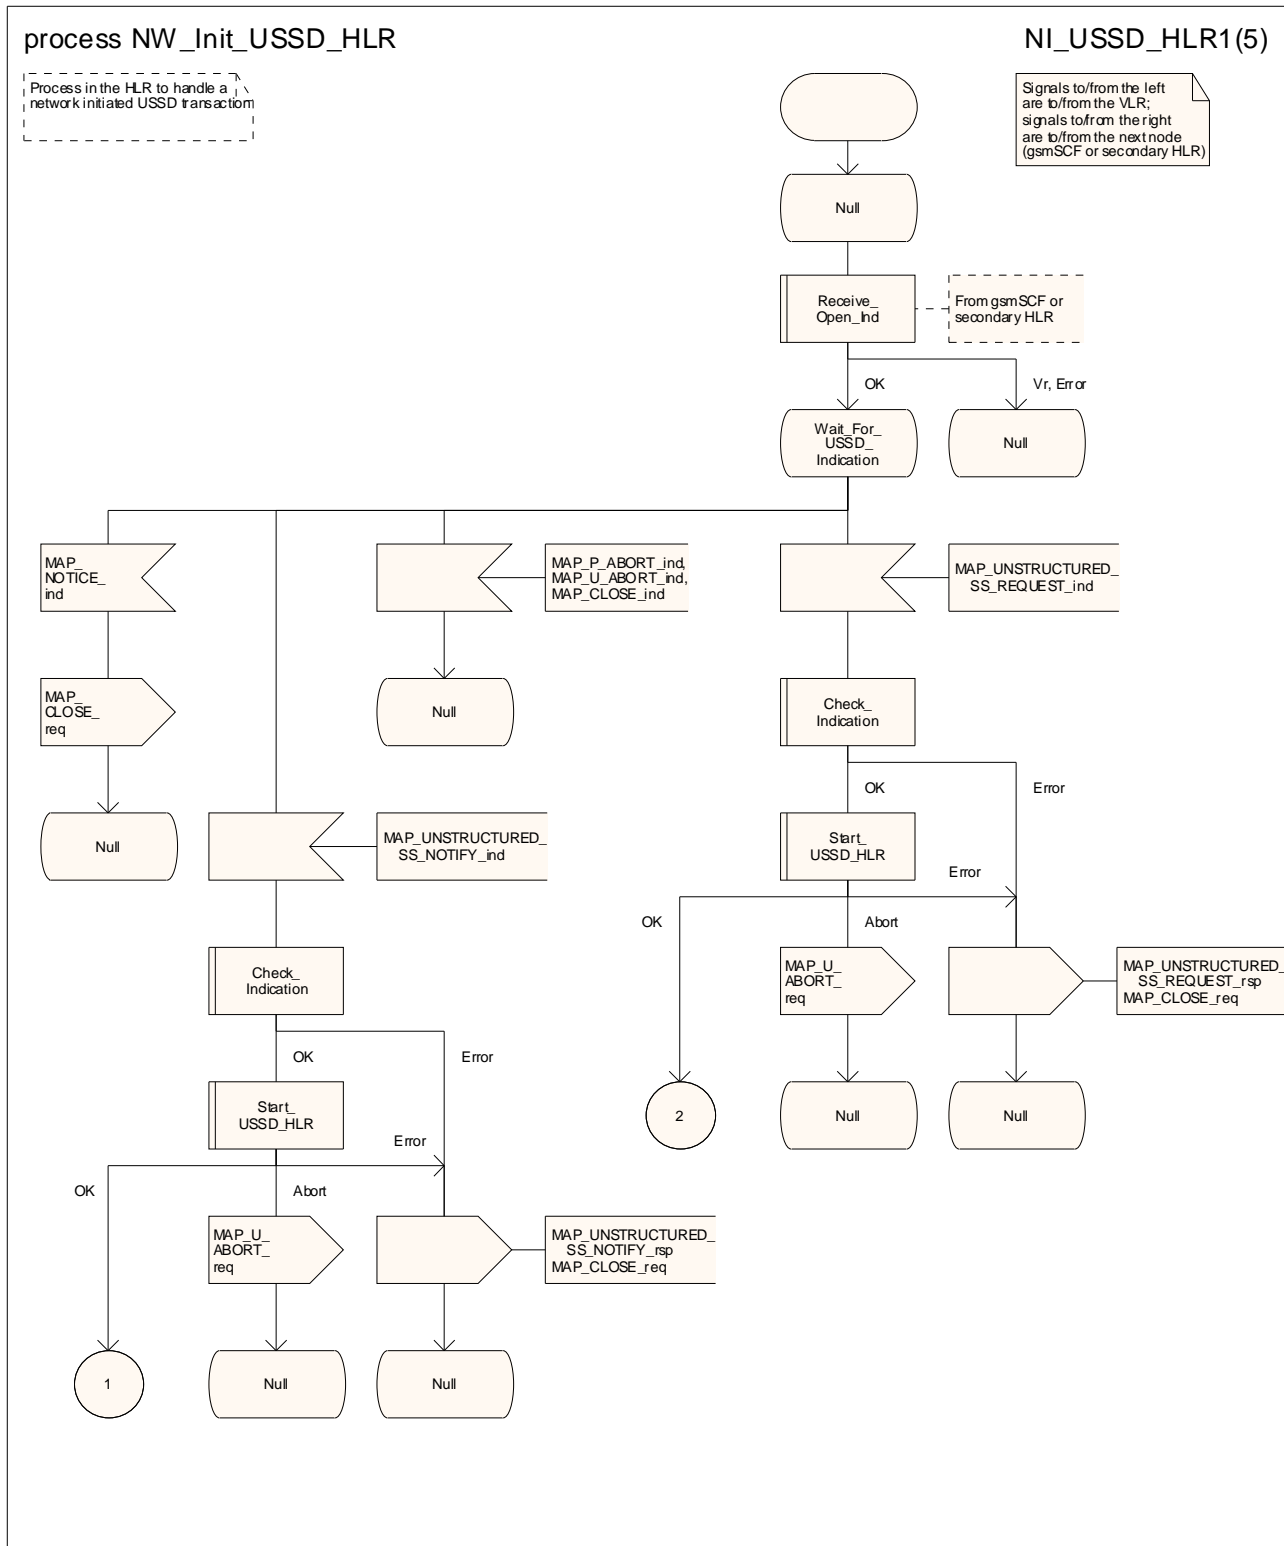 process NW_Init_USSD_HLR
NI_USSD_HLR1(5)
Process in the HLR to handle a
network initiated USSD transaction
Signals to/from the left
are to/from the VLR;
signals to/from the right
are to/from the next node
(gsmSCF or secondary HLR)
Null
Receive_
Open_Ind
From gsmSCF or
secondary HLR
OK
Vr, Error
Wait_For_
USSD_
Indication
Null
MAP_
NOTICE_
ind
MAP_P_ABORT_ind,
MAP_U_ABORT_ind,
MAP_CLOSE_ind
MAP_UNSTRUCTURED_
SS_REQUEST_ind
MAP_
CLOSE_
req
Null
Check_
Indication
OK
Error
Null
MAP_UNSTRUCTURED_
SS_NOTIFY_ind
Start_
USSD_HLR
Error
OK
Abort
Check_
Indication
MAP_U_
ABORT_
req
MAP_UNSTRUCTURED_
SS_REQUEST_rsp
MAP_CLOSE_req
OK
Error
Start_
USSD_HLR
2
Null
Null
Error
OK
Abort
MAP_U_
ABORT_
req
MAP_UNSTRUCTURED_
SS_NOTIFY_rsp
MAP_CLOSE_req
1
Null
Null